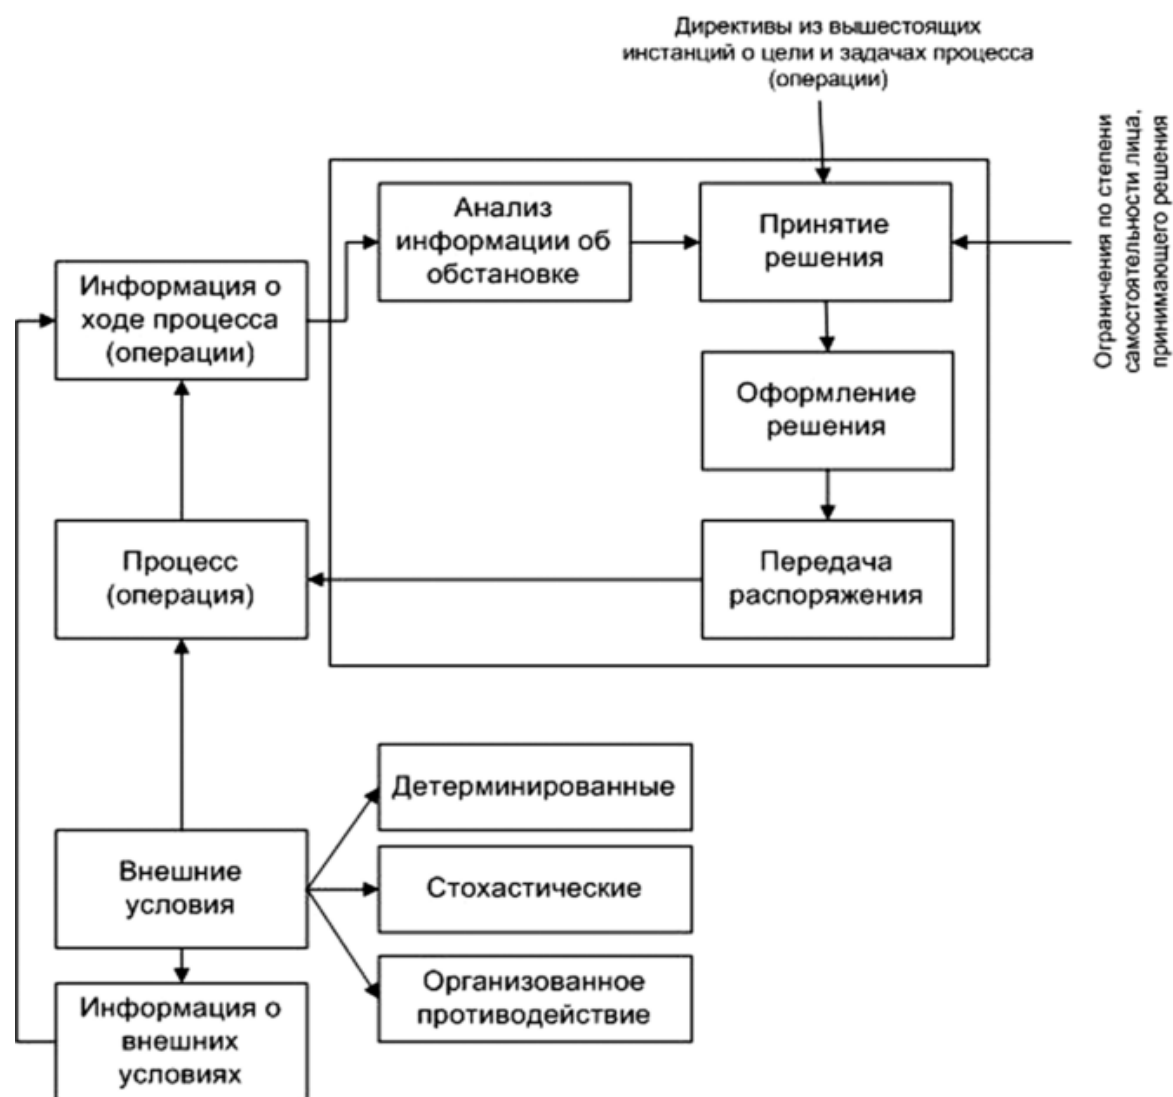 Директивы из вышестоящих
инстанций о цели и задачах процесса
(операции)
Ограничения по степени
самостоятельности лица,
принимающего решения
Анализ
информации об
обстановке
Принятие
решения
Информация о
ходе процесса
(операции)
Оформление
решения
Процесс
(операция)
Передача
распоряжения
Внешние
условия
Детерминированные
Стохастические
Организованное
противодействие
Информация о
внешних
условиях